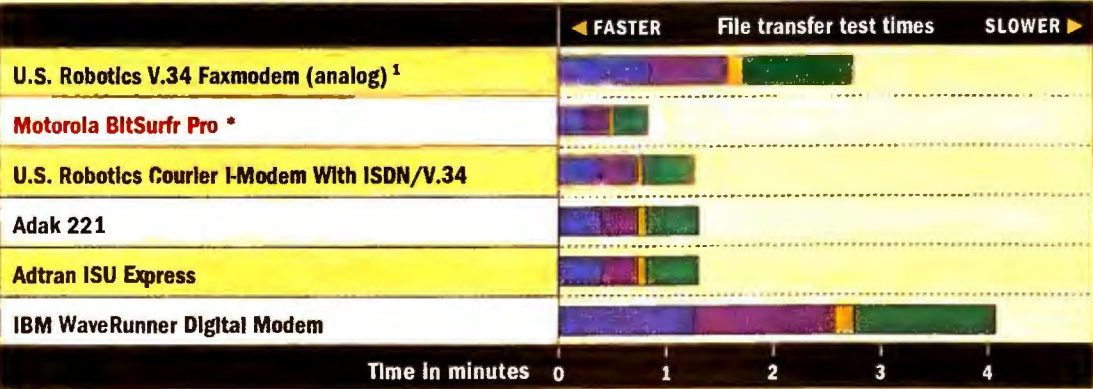 ◀ FASTER File transfer test times SLOWER ▶
U.S. Robotics V.34 Faxmodem (analog) 1
Motorola BitSurfr Pro *
U.S. Robotics Courier I-Modem With ISDN/V.34
Adak 221
Adtran ISU Express
IBM WaveRunner Digital Modem
Time in minutes 0 1 2 3 4